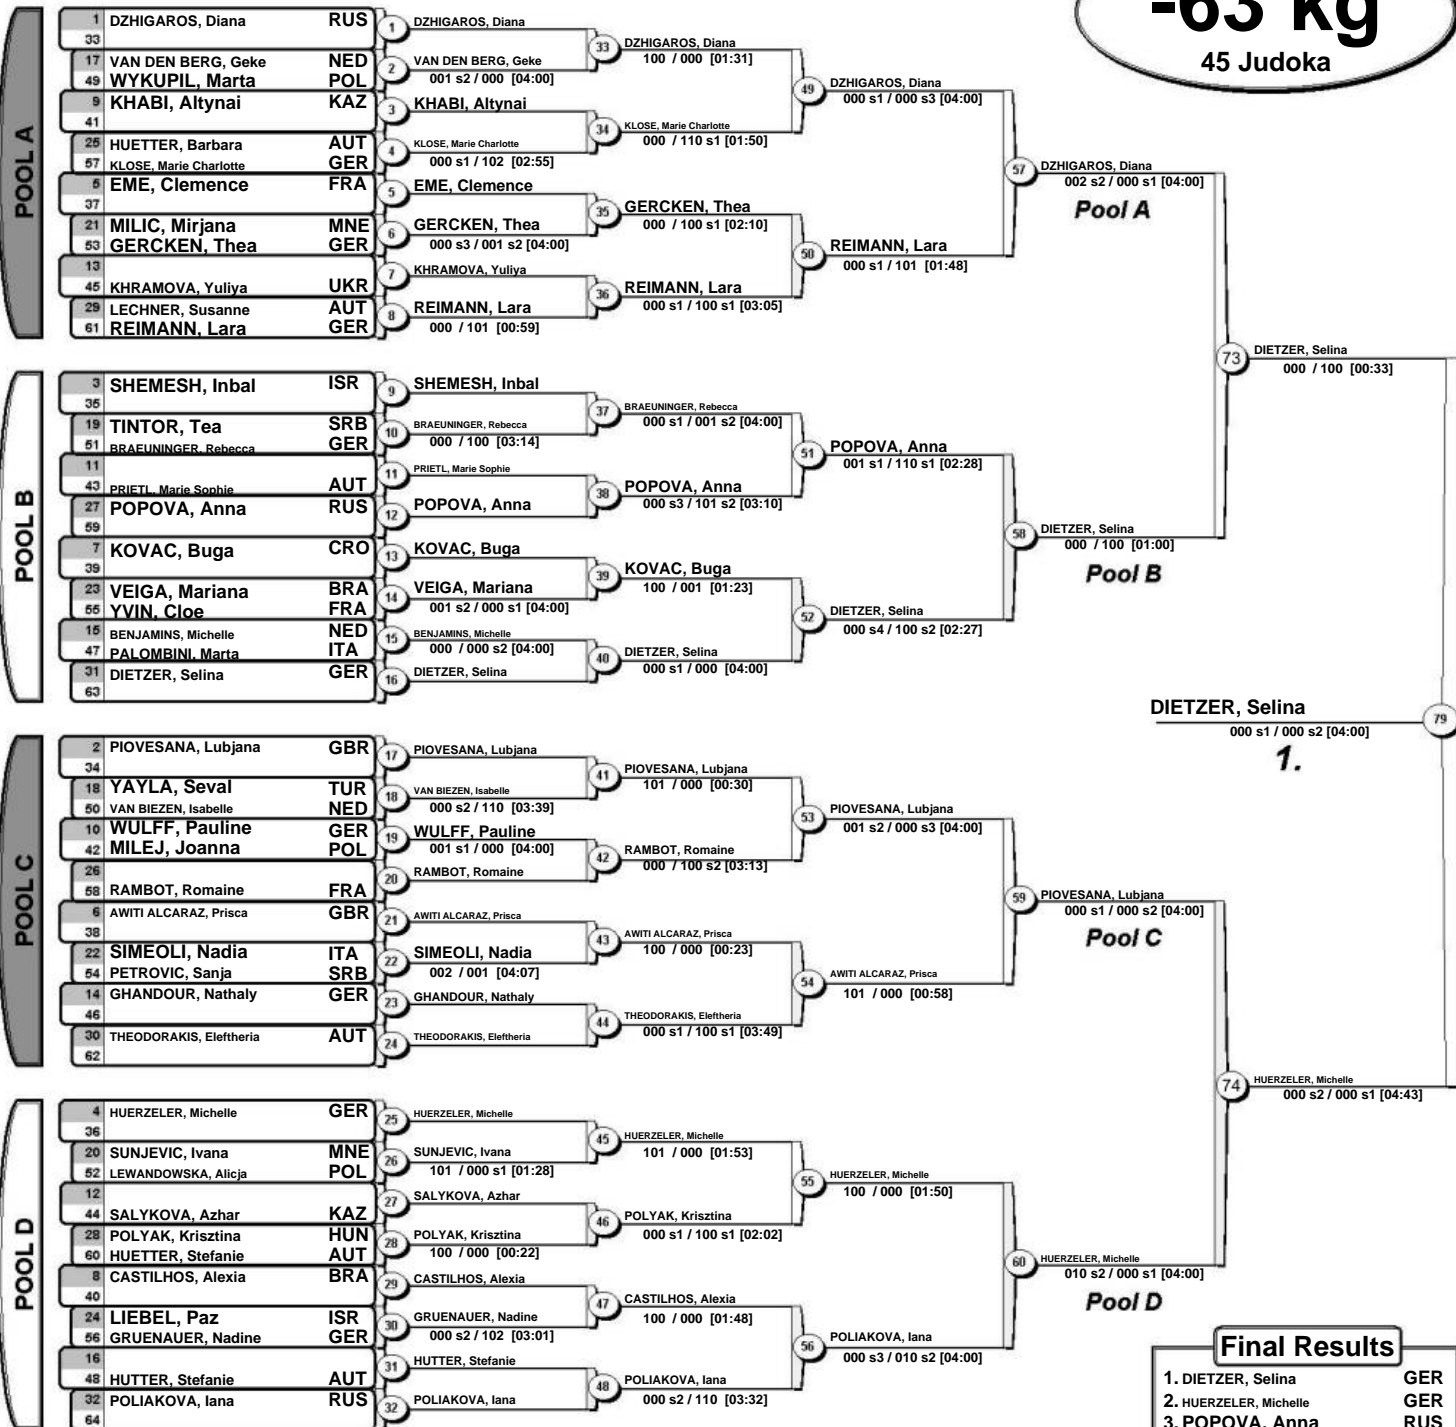 -63 kg
45 Judoka
POOL A
1 DZHIGAROS, Diana RUS
33
17 VAN DEN BERG, Geke NED
49 WYKUPIL, Marta POL
9 KHABI, Altynai KAZ
41
25 HUETTER, Barbara AUT
57 KLOSE, Marie Charlotte GER
5 EME, Clemence FRA
37
21 MILIC, Mirjana MNE
53 GERCKEN, Thea GER
13
45 KHRAMOVA, Yuliya UKR
29 LECHNER, Susanne AUT
61 REIMANN, Lara GER
1 DZHIGAROS, Diana
2 VAN DEN BERG, Geke
001 s2 / 000 [04:00]
3 KHABI, Altynai
4 KLOSE, Marie Charlotte
000 s1 / 102 [02:55]
5 EME, Clemence
6 GERCKEN, Thea
000 s3 / 001 s2 [04:00]
7 KHRAMOVA, Yuliya
8 REIMANN, Lara
000 / 101 [00:59]
33 DZHIGAROS, Diana
100 / 000 [01:31]
34 KLOSE, Marie Charlotte
000 / 110 s1 [01:50]
35 GERCKEN, Thea
000 / 100 s1 [02:10]
36 REIMANN, Lara
000 s1 / 100 s1 [03:05]
49 DZHIGAROS, Diana
000 s1 / 000 s3 [04:00]
50 REIMANN, Lara
000 s1 / 101 [01:48]
57 DZHIGAROS, Diana
002 s2 / 000 s1 [04:00]
Pool A
POOL B
3 SHEMESH, Inbal ISR
35
19 TINTOR, Tea SRB
51 BRAEUNINGER, Rebecca GER
11
43 PRIETL, Marie Sophie AUT
27 POPOVA, Anna RUS
59
7 KOVAC, Buga CRO
39
23 VEIGA, Mariana BRA
55 YVIN, Cloe FRA
15 BENJAMINS, Michelle NED
47 PALOMBINI, Marta ITA
31 DIETZER, Selina GER
63
9 SHEMESH, Inbal
10 BRAEUNINGER, Rebecca
000 / 100 [03:14]
11 PRIETL, Marie Sophie
12 POPOVA, Anna
13 KOVAC, Buga
14 VEIGA, Mariana
001 s2 / 000 s1 [04:00]
15 BENJAMINS, Michelle
000 / 000 s2 [04:00]
16 DIETZER, Selina
37 BRAEUNINGER, Rebecca
000 s1 / 001 s2 [04:00]
38 POPOVA, Anna
000 s3 / 101 s2 [03:10]
39 KOVAC, Buga
100 / 001 [01:23]
40 DIETZER, Selina
000 s1 / 000 [04:00]
51 POPOVA, Anna
001 s1 / 110 s1 [02:28]
52 DIETZER, Selina
000 s4 / 100 s2 [02:27]
58 DIETZER, Selina
000 / 100 [01:00]
Pool B
73 DIETZER, Selina
000 / 100 [00:33]
DIETZER, Selina
79
000 s1 / 000 s2 [04:00]
1.
POOL C
2 PIOVESANA, Lubjana GBR
34
18 YAYLA, Seval TUR
50 VAN BIEZEN, Isabelle NED
10 WULFF, Pauline GER
42 MILEJ, Joanna POL
26
58 RAMBOT, Romaine FRA
6 AWITI ALCARAZ, Prisca GBR
38
22 SIMEOLI, Nadia ITA
54 PETROVIC, Sanja SRB
14 GHANDOUR, Nathaly GER
46
30 THEODORAKIS, Eleftheria AUT
62
17 PIOVESANA, Lubjana
18 VAN BIEZEN, Isabelle
000 s2 / 110 [03:39]
19 WULFF, Pauline
001 s1 / 000 [04:00]
20 RAMBOT, Romaine
21 AWITI ALCARAZ, Prisca
22 SIMEOLI, Nadia
002 / 001 [04:07]
23 GHANDOUR, Nathaly
24 THEODORAKIS, Eleftheria
41 PIOVESANA, Lubjana
101 / 000 [00:30]
42 RAMBOT, Romaine
000 / 100 s2 [03:13]
43 AWITI ALCARAZ, Prisca
100 / 000 [00:23]
44 THEODORAKIS, Eleftheria
000 s1 / 100 s1 [03:49]
53 PIOVESANA, Lubjana
001 s2 / 000 s3 [04:00]
54 AWITI ALCARAZ, Prisca
101 / 000 [00:58]
59 PIOVESANA, Lubjana
000 s1 / 000 s2 [04:00]
Pool C
POOL D
4 HUERZELER, Michelle GER
36
20 SUNJEVIC, Ivana MNE
52 LEWANDOWSKA, Alicja POL
12
44 SALYKOVA, Azhar KAZ
28 POLYAK, Krisztina HUN
60 HUETTER, Stefanie AUT
8 CASTILHOS, Alexia BRA
40
24 LIEBEL, Paz ISR
56 GRUENAUER, Nadine GER
16
48 HUTTER, Stefanie AUT
32 POLIAKOVA, Iana RUS
64
25 HUERZELER, Michelle
26 SUNJEVIC, Ivana
101 / 000 s1 [01:28]
27 SALYKOVA, Azhar
28 POLYAK, Krisztina
100 / 000 [00:22]
29 CASTILHOS, Alexia
30 GRUENAUER, Nadine
000 s2 / 102 [03:01]
31 HUTTER, Stefanie
32 POLIAKOVA, Iana
45 HUERZELER, Michelle
101 / 000 [01:53]
46 POLYAK, Krisztina
000 s1 / 100 s1 [02:02]
47 CASTILHOS, Alexia
100 / 000 [01:48]
48 POLIAKOVA, Iana
000 s2 / 110 [03:32]
55 HUERZELER, Michelle
100 / 000 [01:50]
56 POLIAKOVA, Iana
000 s3 / 010 s2 [04:00]
60 HUERZELER, Michelle
010 s2 / 000 s1 [04:00]
Pool D
74 HUERZELER, Michelle
000 s2 / 000 s1 [04:43]
Final Results
1. DIETZER, Selina GER
2. HUERZELER, Michelle GER
3. POPOVA, Anna RUS